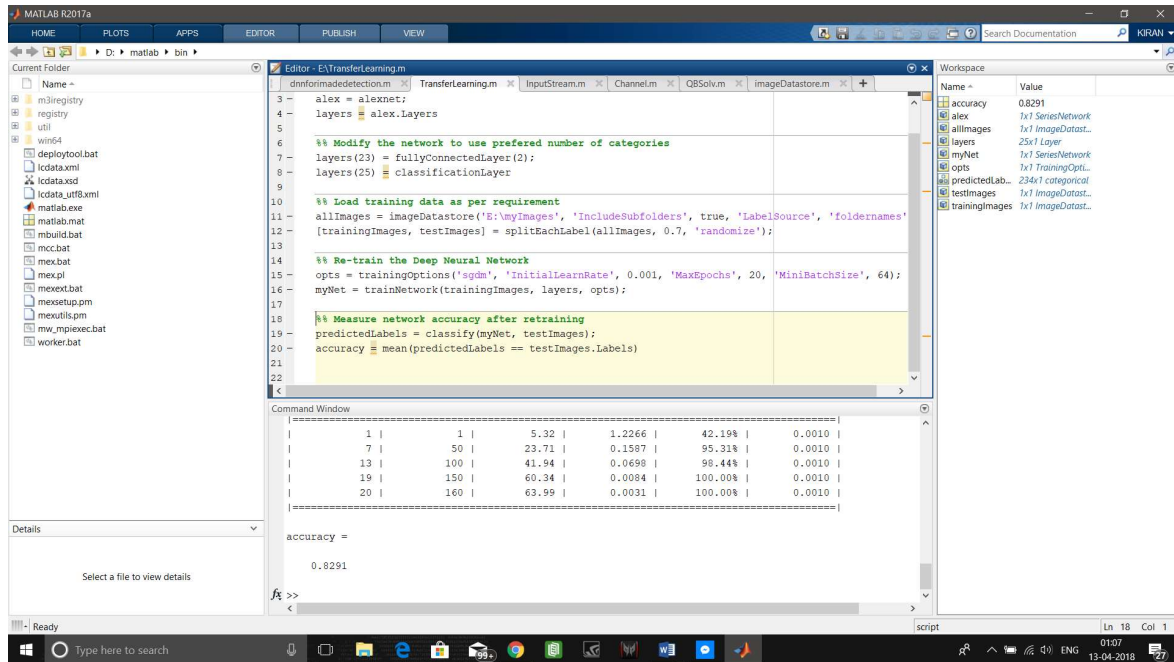 MATLAB R2017a
HOME PLOTS APPS EDITOR PUBLISH VIEW Search Documentation KIRAN
D: matlab bin
Current Folder
Name
m3iregistry
registry
util
win64
deploytool.bat
lcdata.xml
lcdata.xsd
lcdata_utf8.xml
matlab.exe
matlab.mat
mbuild.bat
mcc.bat
mex.bat
mex.pl
mexext.bat
mexsetup.pm
mexutils.pm
mw_mpiexec.bat
worker.bat
Details
Select a file to view details
Editor - E:\TransferLearning.m
dnnforimadedetection.m TransferLearning.m InputStream.m Channel.m QBSolv.m imageDatastore.m +
3 - alex = alexnet;
4 - layers = alex.Layers
5
6 %% Modify the network to use prefered number of categories
7 - layers(23) = fullyConnectedLayer(2);
8 - layers(25) = classificationLayer
9
10 %% Load training data as per requirement
11 - allImages = imageDatastore('E:\myImages', 'IncludeSubfolders', true, 'LabelSource', 'foldernames'
12 - [trainingImages, testImages] = splitEachLabel(allImages, 0.7, 'randomize');
13
14 %% Re-train the Deep Neural Network
15 - opts = trainingOptions('sgdm', 'InitialLearnRate', 0.001, 'MaxEpochs', 20, 'MiniBatchSize', 64);
16 - myNet = trainNetwork(trainingImages, layers, opts);
17
18 %% Measure network accuracy after retraining
19 - predictedLabels = classify(myNet, testImages);
20 - accuracy = mean(predictedLabels == testImages.Labels)
21
22
Command Window
|==========================================================================================|
| 1 | 1 | 5.32 | 1.2266 | 42.19% | 0.0010 |
| 7 | 50 | 23.71 | 0.1587 | 95.31% | 0.0010 |
| 13 | 100 | 41.94 | 0.0698 | 98.44% | 0.0010 |
| 19 | 150 | 60.34 | 0.0084 | 100.00% | 0.0010 |
| 20 | 160 | 63.99 | 0.0031 | 100.00% | 0.0010 |
|==========================================================================================|
accuracy =
0.8291
fx >>
Workspace
Name Value
accuracy 0.8291
alex 1x1 SeriesNetwork
allImages 1x1 ImageDatast...
layers 25x1 Layer
myNet 1x1 SeriesNetwork
opts 1x1 TrainingOpti...
predictedLab... 234x1 categorical
testImages 1x1 ImageDatast...
trainingImages 1x1 ImageDatast...
Ready script Ln 18 Col 1
Type here to search 99+ ENG 01:07
13-04-2018 27